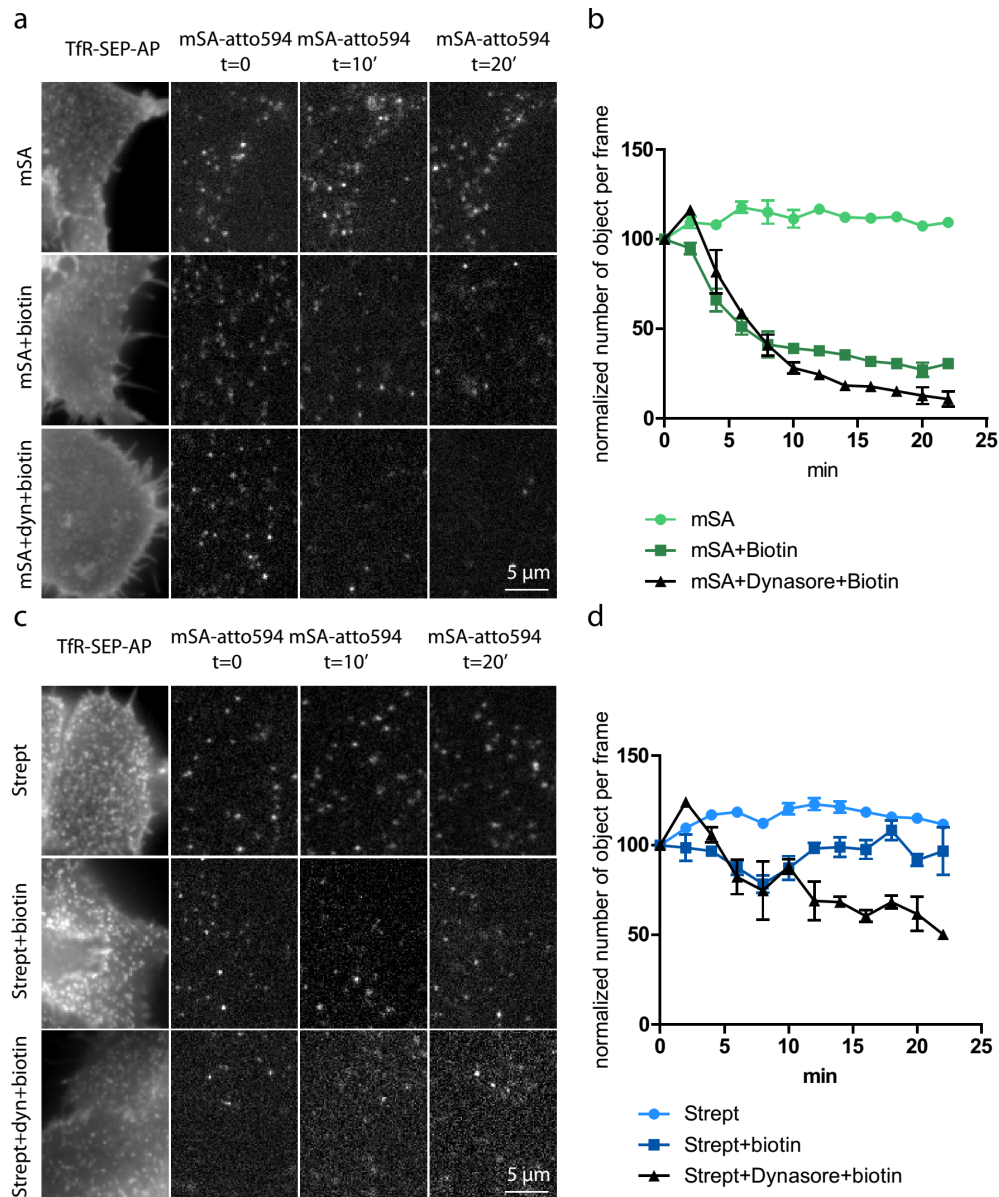 a
TfR-SEP-AP
mSA-atto594 mSA-atto594 mSA-atto594
t=0 t=10’ t=20’
mSA
mSA+biotin
mSA+dyn+biotin
5 µm
b
normalized number of object per frame
150
100
50
0
0 5 10 15 20 25
min
mSA
mSA+Biotin
mSA+Dynasore+Biotin
c
TfR-SEP-AP
mSA-atto594 mSA-atto594 mSA-atto594
t=0 t=10’ t=20’
Strept
Strept+biotin
Strept+dyn+biotin
5 µm
d
normalized number of object per frame
150
100
50
0
0 5 10 15 20 25
min
Strept
Strept+biotin
Strept+Dynasore+biotin